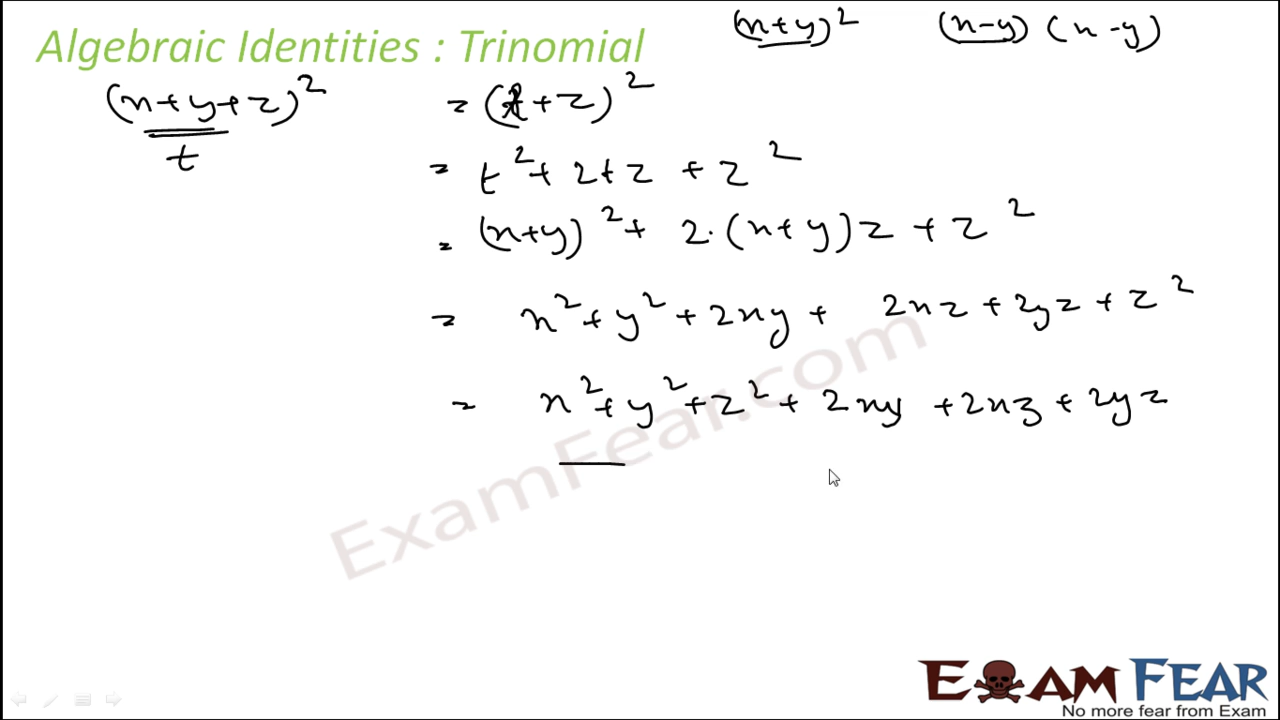 Algebraic Identities : Trinomial
(x+y)² (x-y) (x-y)
(x+y+z)² = (t+z)²
t
= t² + 2tz + z²
= (x+y)² + 2·(x+y)z + z²
= x² + y² + 2xy + 2xz + 2yz + z²
= x² + y² + z² + 2xy + 2xz + 2yz
ExamFear.com
EXAM FEAR
No more fear from Exam